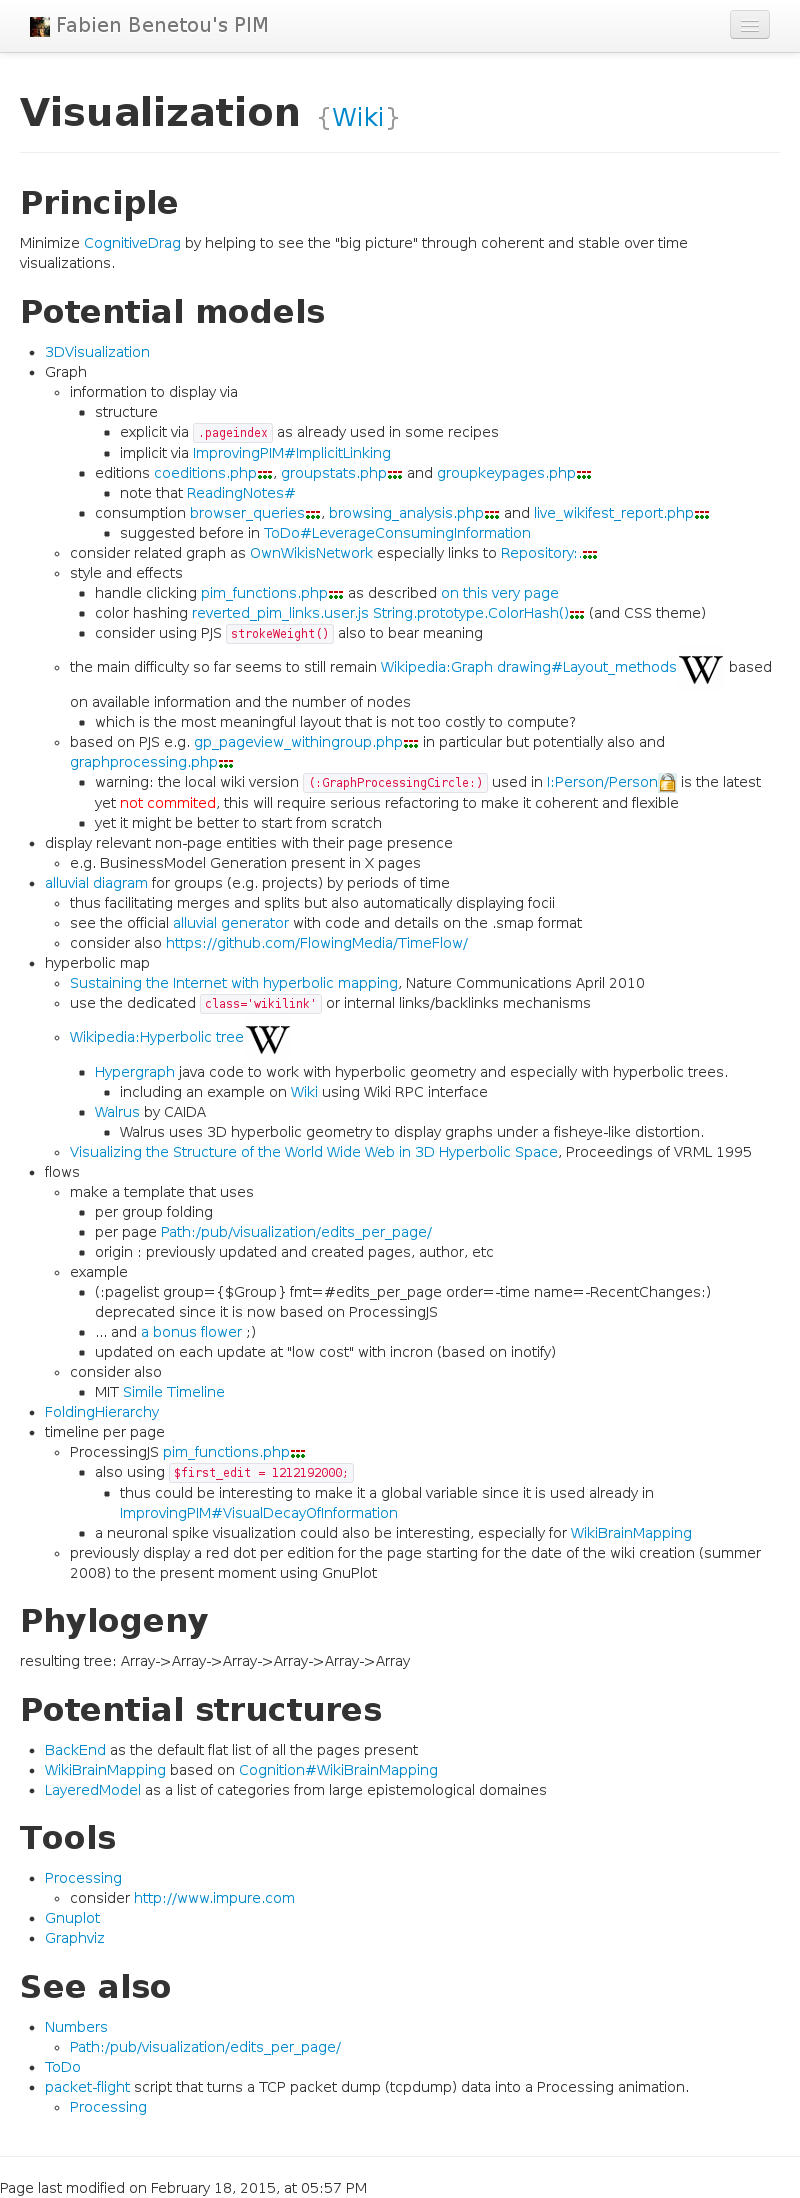 Fabien Benetou's PIM
Visualization {Wiki}
Principle
Minimize CognitiveDrag by helping to see the "big picture" through coherent and stable over time
visualizations.
Potential models
3DVisualization
Graph
information to display via
structure
explicit via .pageindex as already used in some recipes
implicit via ImprovingPIM#ImplicitLinking
editions coeditions.php, groupstats.php and groupkeypages.php
note that ReadingNotes#
consumption browser_queries, browsing_analysis.php and live_wikifest_report.php
suggested before in ToDo#LeverageConsumingInformation
consider related graph as OwnWikisNetwork especially links to Repository:.
style and effects
handle clicking pim_functions.php as described on this very page
color hashing reverted_pim_links.user.js String.prototype.ColorHash() (and CSS theme)
consider using PJS strokeWeight() also to bear meaning
the main difficulty so far seems to still remain Wikipedia:Graph drawing#Layout_methods W based
on available information and the number of nodes
which is the most meaningful layout that is not too costly to compute?
based on PJS e.g. gp_pageview_withingroup.php in particular but potentially also and
graphprocessing.php
warning: the local wiki version (:GraphProcessingCircle:) used in I:Person/Person is the latest
yet not commited, this will require serious refactoring to make it coherent and flexible
yet it might be better to start from scratch
display relevant non-page entities with their page presence
e.g. BusinessModel Generation present in X pages
alluvial diagram for groups (e.g. projects) by periods of time
thus facilitating merges and splits but also automatically displaying focii
see the official alluvial generator with code and details on the .smap format
consider also https://github.com/FlowingMedia/TimeFlow/
hyperbolic map
Sustaining the Internet with hyperbolic mapping, Nature Communications April 2010
use the dedicated class='wikilink' or internal links/backlinks mechanisms
Wikipedia:Hyperbolic tree W
Hypergraph java code to work with hyperbolic geometry and especially with hyperbolic trees.
including an example on Wiki using Wiki RPC interface
Walrus by CAIDA
Walrus uses 3D hyperbolic geometry to display graphs under a fisheye-like distortion.
Visualizing the Structure of the World Wide Web in 3D Hyperbolic Space, Proceedings of VRML 1995
flows
make a template that uses
per group folding
per page Path:/pub/visualization/edits_per_page/
origin : previously updated and created pages, author, etc
example
(:pagelist group={$Group} fmt=#edits_per_page order=-time name=-RecentChanges:)
deprecated since it is now based on ProcessingJS
... and a bonus flower ;)
updated on each update at "low cost" with incron (based on inotify)
consider also
MIT Simile Timeline
FoldingHierarchy
timeline per page
ProcessingJS pim_functions.php
also using $first_edit = 1212192000;
thus could be interesting to make it a global variable since it is used already in
ImprovingPIM#VisualDecayOfInformation
a neuronal spike visualization could also be interesting, especially for WikiBrainMapping
previously display a red dot per edition for the page starting for the date of the wiki creation (summer
2008) to the present moment using GnuPlot
Phylogeny
resulting tree: Array->Array->Array->Array->Array->Array
Potential structures
BackEnd as the default flat list of all the pages present
WikiBrainMapping based on Cognition#WikiBrainMapping
LayeredModel as a list of categories from large epistemological domaines
Tools
Processing
consider http://www.impure.com
Gnuplot
Graphviz
See also
Numbers
Path:/pub/visualization/edits_per_page/
ToDo
packet-flight script that turns a TCP packet dump (tcpdump) data into a Processing animation.
Processing
Page last modified on February 18, 2015, at 05:57 PM